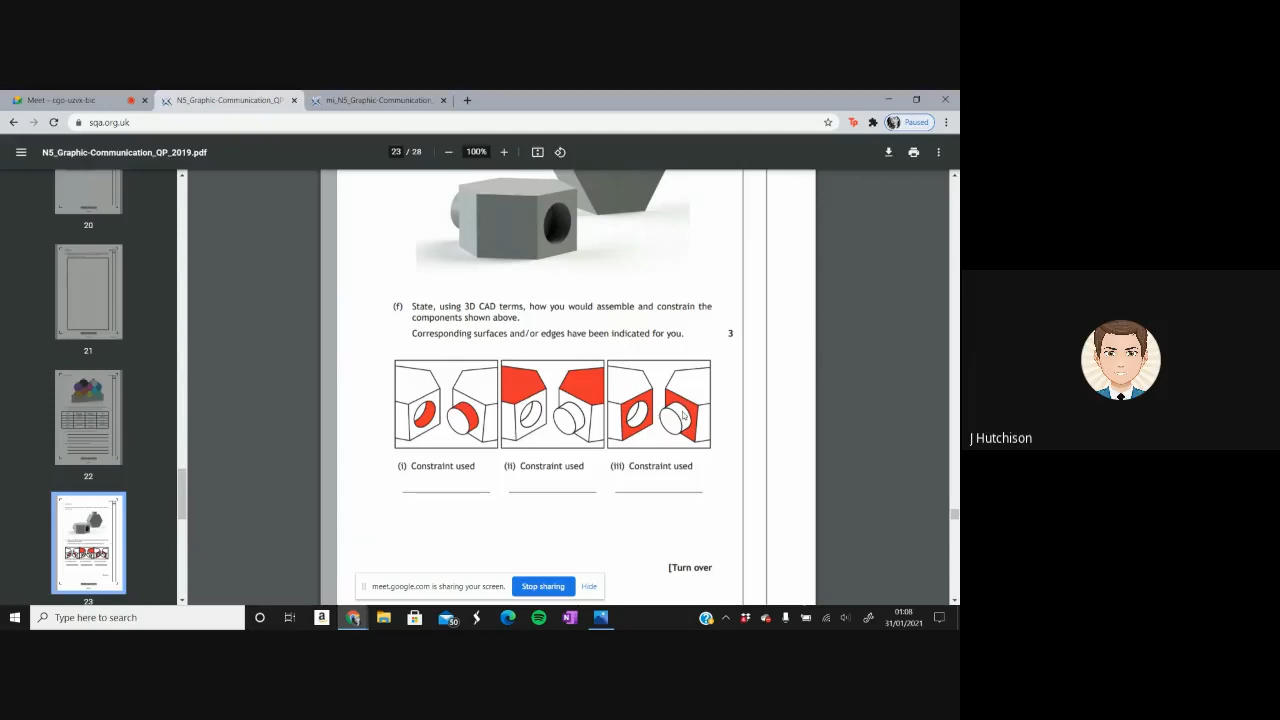 Meet – cgo-uzvx-bic
N5_Graphic-Communication_QP
mi_N5_Graphic-Communication_
sqa.org.uk
Paused
N5_Graphic-Communication_QP_2019.pdf
23 / 28
100%
20
21
22
23
(f) State, using 3D CAD terms, how you would assemble and constrain the
components shown above.
Corresponding surfaces and/or edges have been indicated for you. 3
(i) Constraint used
(ii) Constraint used
(iii) Constraint used
[Turn over
meet.google.com is sharing your screen.
Stop sharing
Hide
J Hutchison
Type here to search
a
50
01:08
31/01/2021